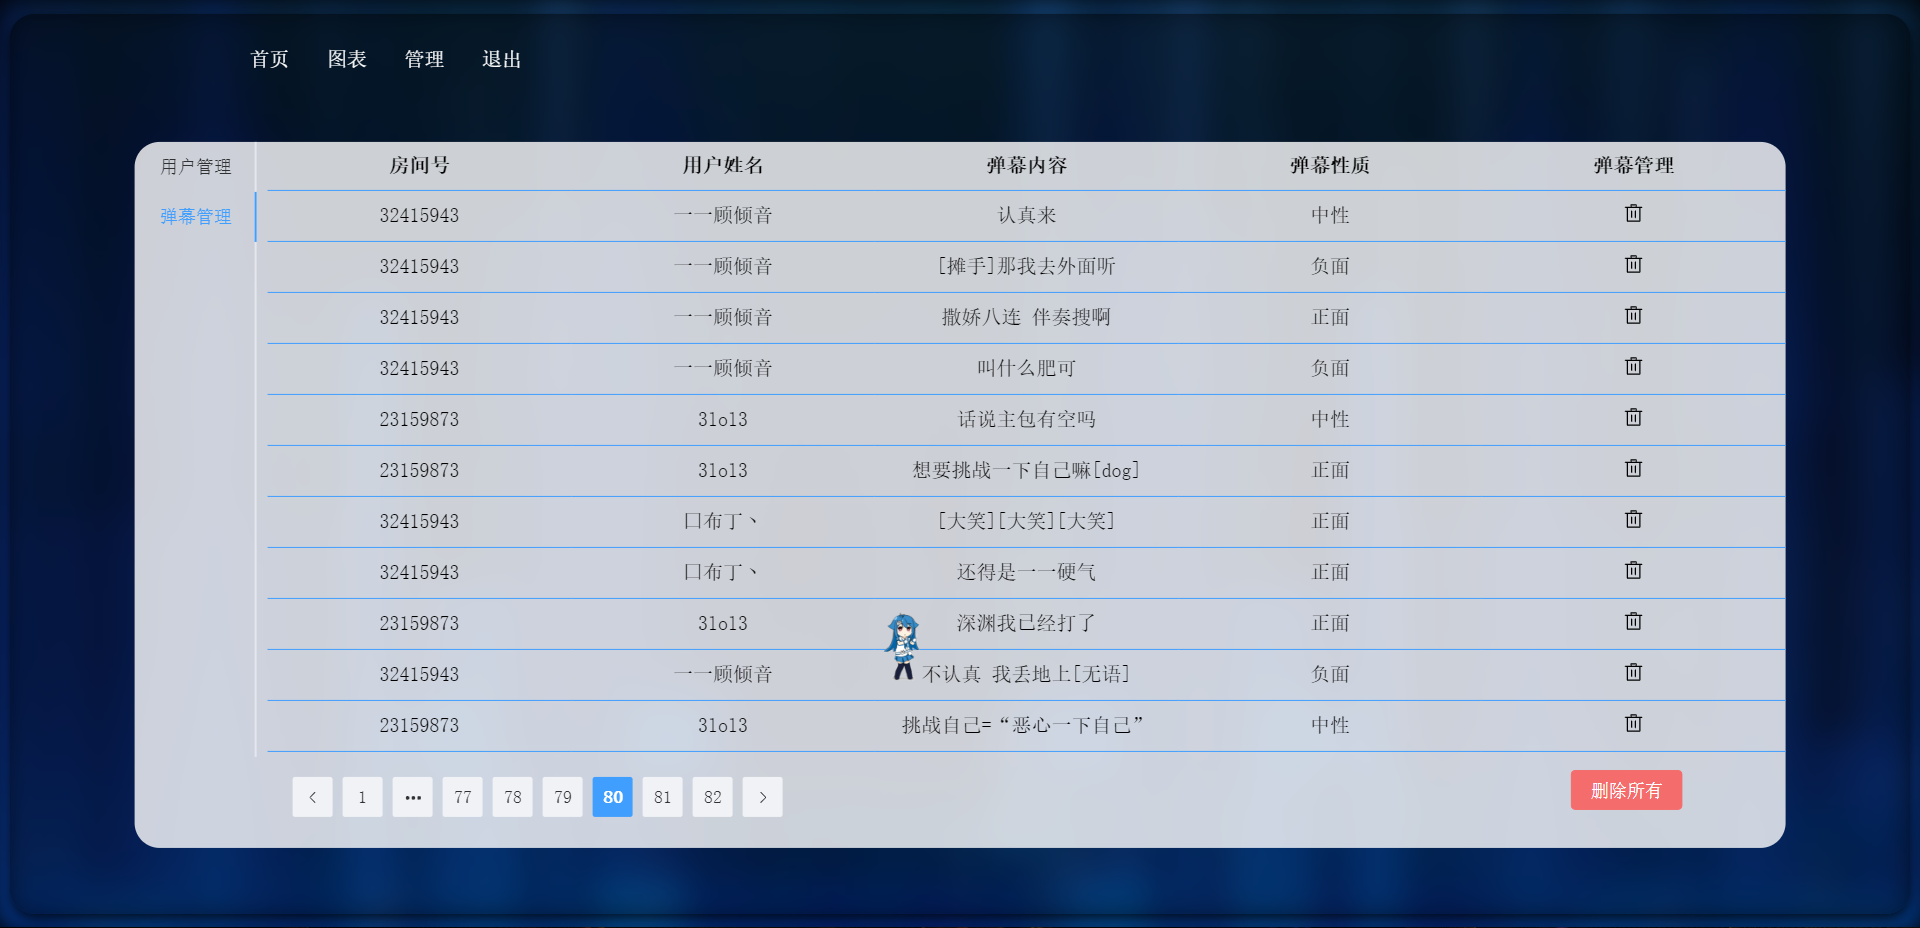 首页 图表 管理 退出
用户管理
弹幕管理
房间号 用户姓名 弹幕内容 弹幕性质 弹幕管理
32415943 一一顾倾音 认真来 中性
32415943 一一顾倾音 [摊手]那我去外面听 负面
32415943 一一顾倾音 撒娇八连 伴奏搜啊 正面
32415943 一一顾倾音 叫什么肥可 负面
23159873 3lol3 话说主包有空吗 中性
23159873 3lol3 想要挑战一下自己嘛[dog] 正面
32415943 囗布丁丶 [大笑][大笑][大笑] 正面
32415943 囗布丁丶 还得是一一硬气 正面
23159873 3lol3 深渊我已经打了 正面
32415943 一一顾倾音 不认真 我丢地上[无语] 负面
23159873 3lol3 挑战自己=“恶心一下自己” 中性
< 1 ••• 77 78 79 80 81 82 >
删除所有